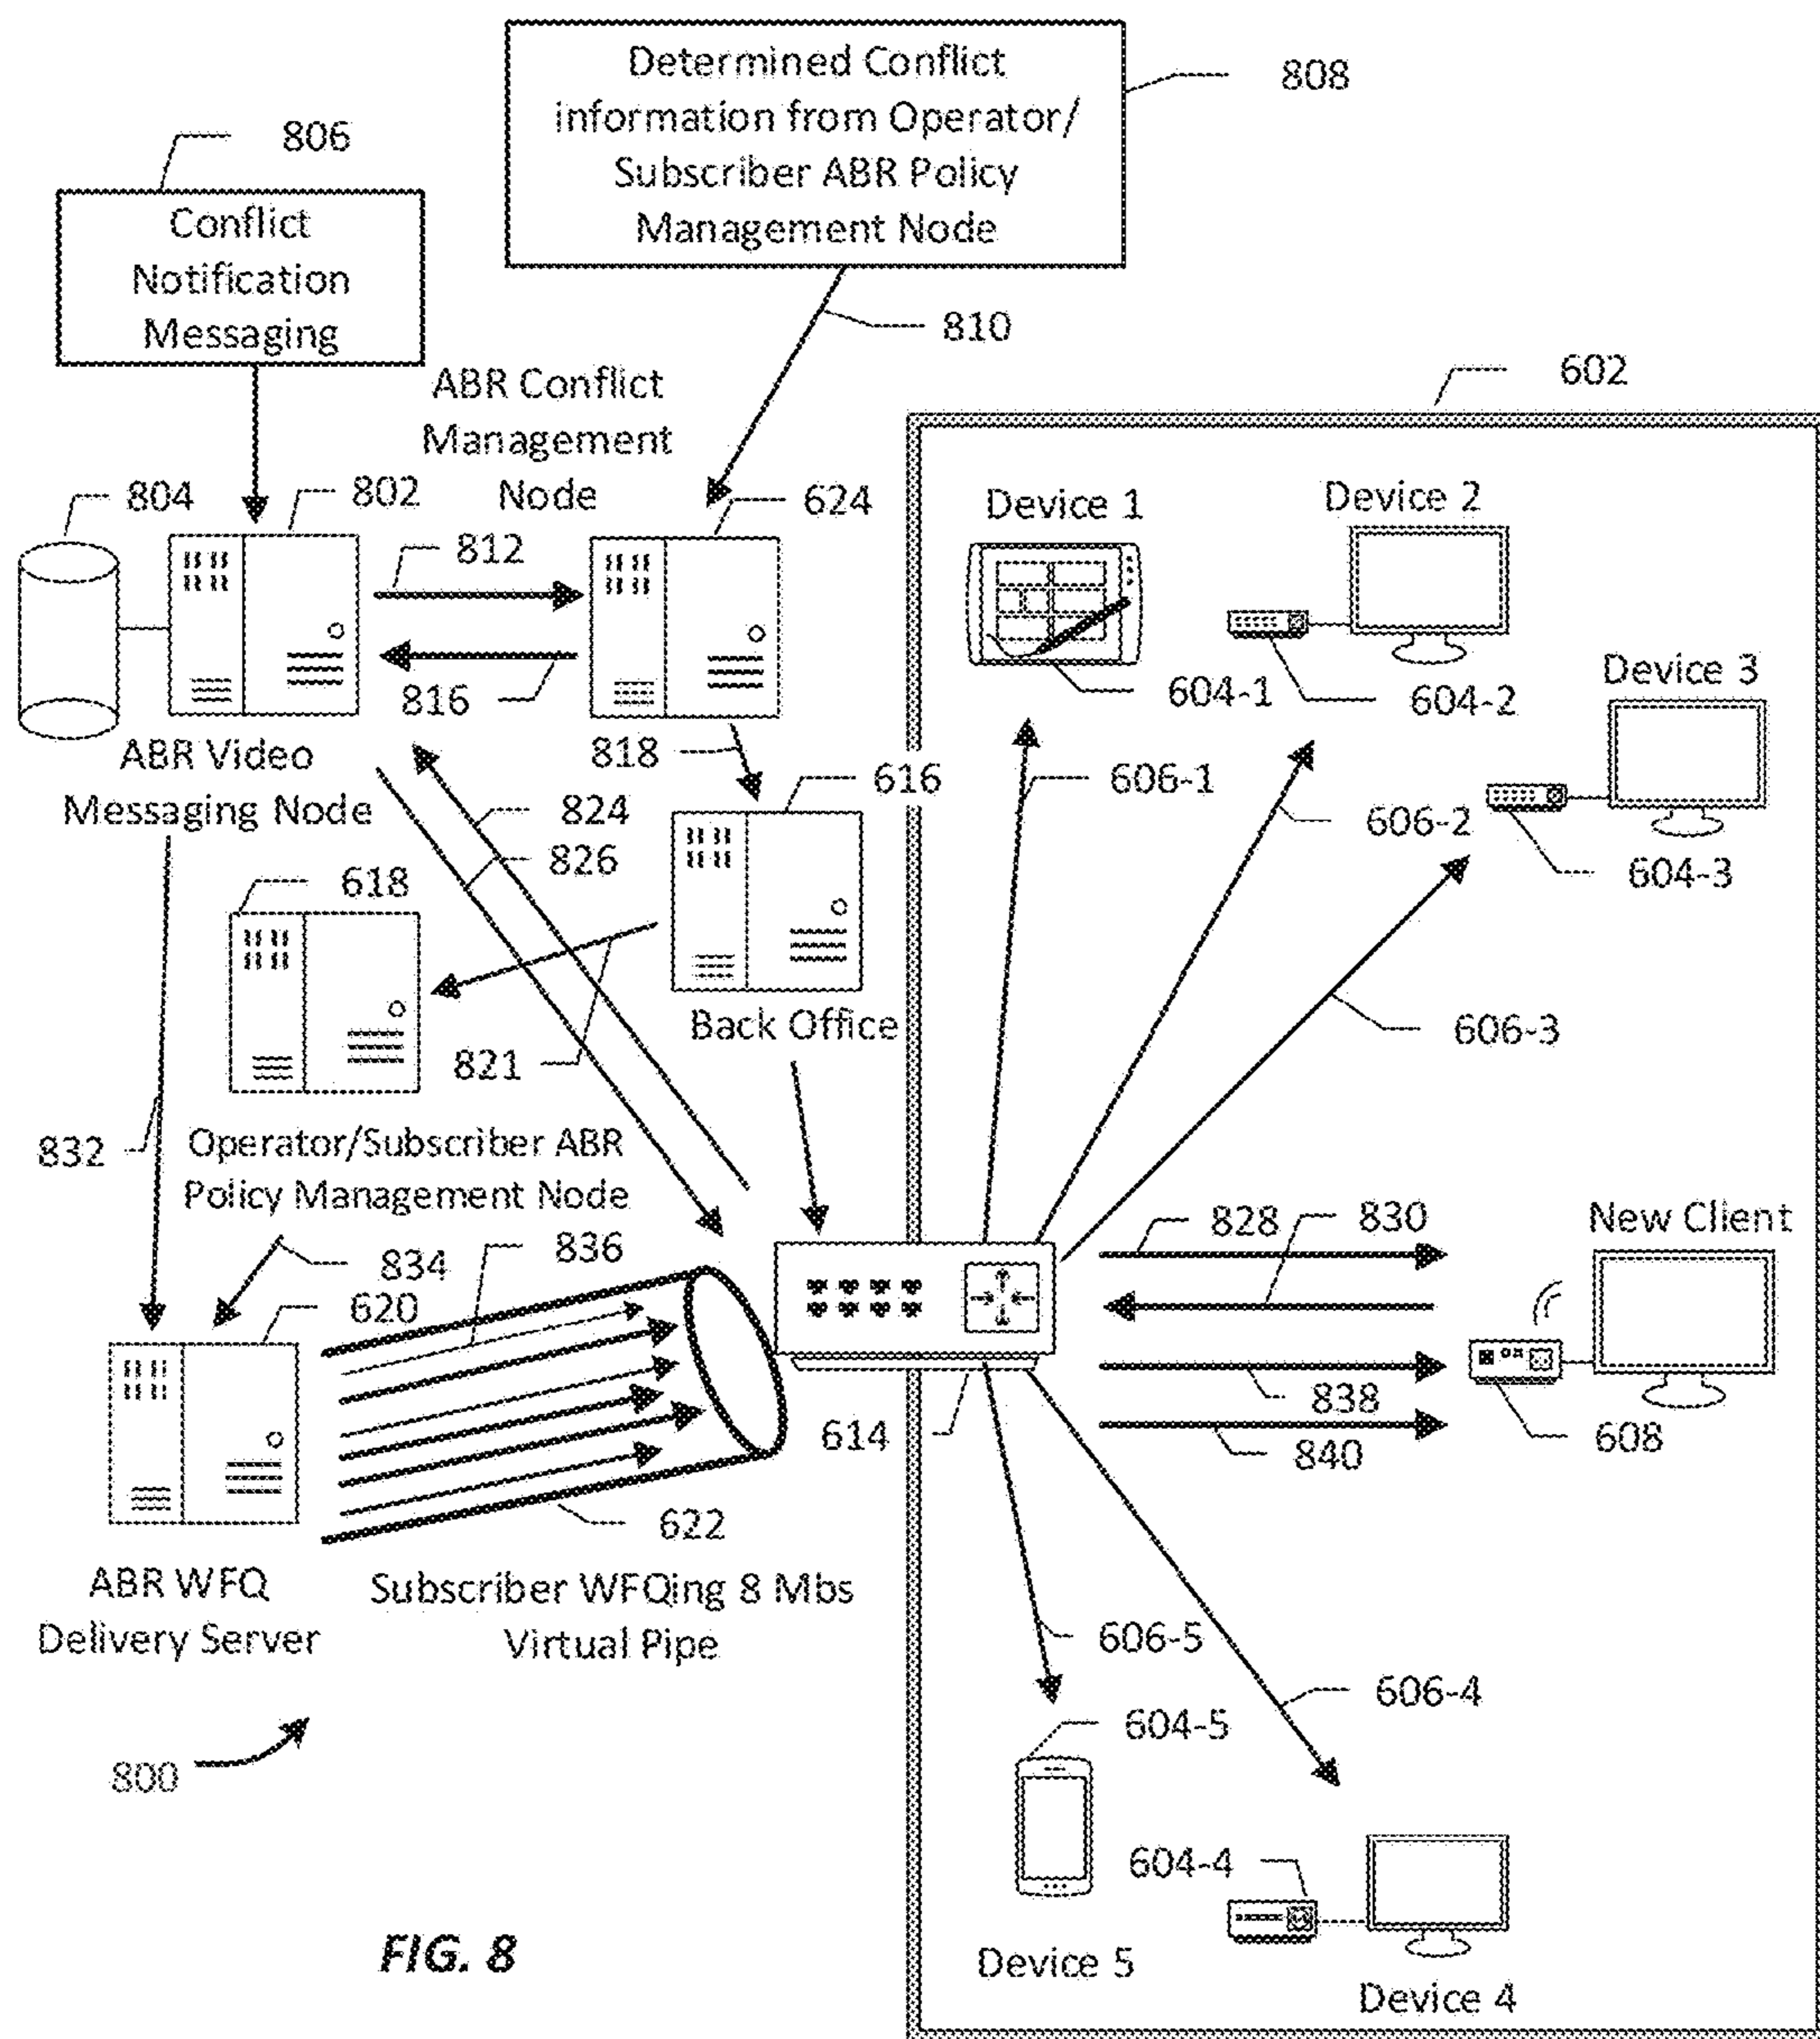 Determined Conflict
information from Operator/
Subscriber ABR Policy
Management Node
808
806
Conflict
Notification
Messaging
810
602
ABR Conflict
Management
Node
804
802
624
812
816
818
ABR Video
Messaging Node
616
824
826
618
Back Office
821
832
Operator/Subscriber ABR
Policy Management Node
834
836
620
622
ABR WFQ
Delivery Server
Subscriber WFQing 8 Mbs
Virtual Pipe
614
Device 1
Device 2
Device 3
604-1
604-2
604-3
606-1
606-2
606-3
828
830
New Client
838
840
608
606-5
606-4
604-5
604-4
Device 5
Device 4
800
FIG. 8